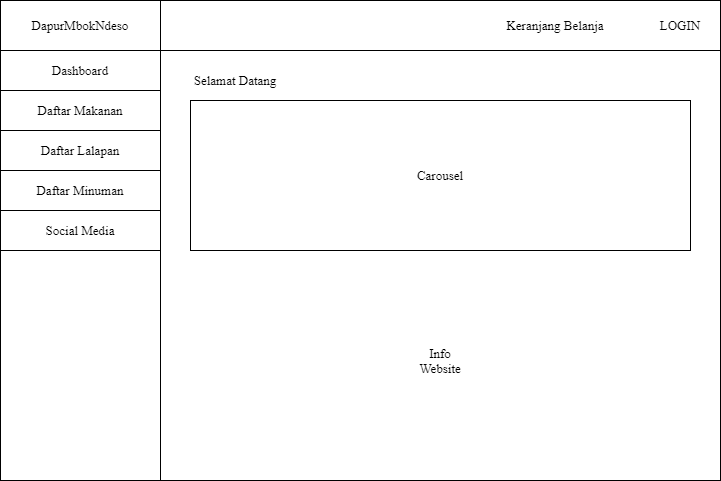 DapurMbokNdeso
Keranjang Belanja
LOGIN
Dashboard
Daftar Makanan
Daftar Lalapan
Daftar Minuman
Social Media
Selamat Datang
Carousel
Info
Website